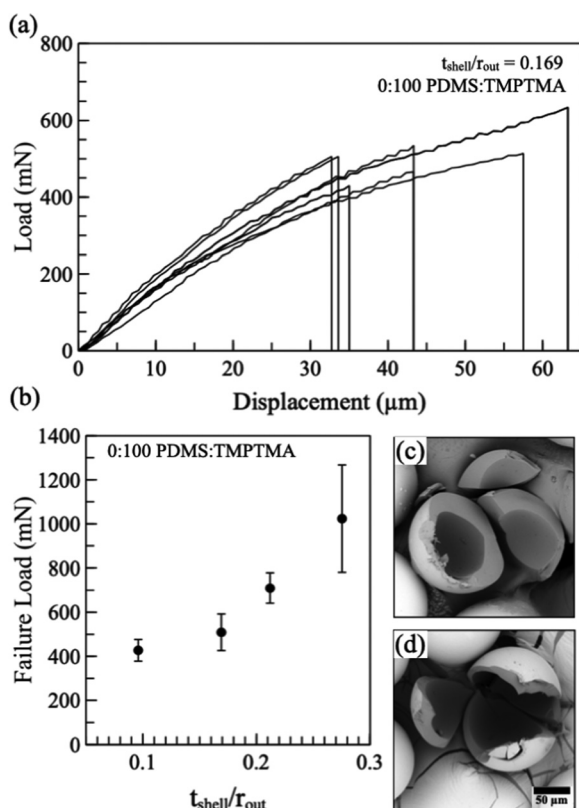 (a)
800
t_shell/r_out = 0.169
0:100 PDMS:TMPTMA
600
400
200
0
Load (mN)
0 10 20 30 40 50 60
Displacement (µm)
(b)
1400
0:100 PDMS:TMPTMA
1200
1000
800
600
400
200
0
Failure Load (mN)
0.1 0.2 0.3
t_shell/r_out
(c)
(d)
50 µm